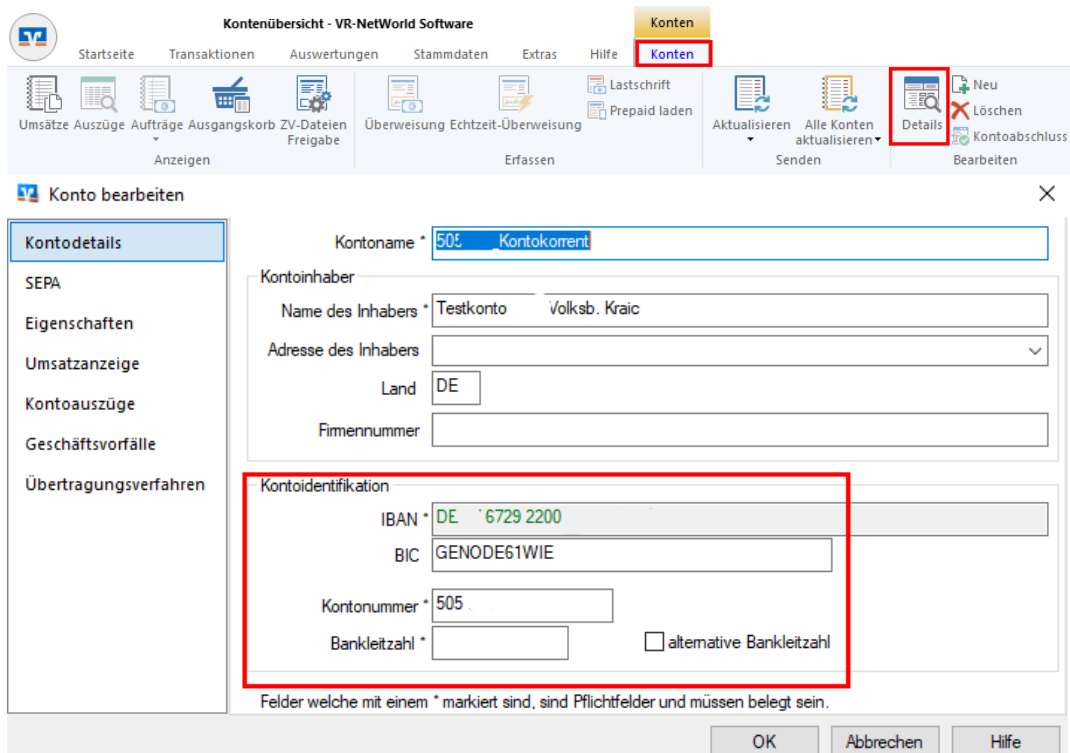 Kontenübersicht - VR-NetWorld Software
Konten
Startseite Transaktionen Auswertungen Stammdaten Extras Hilfe Konten
Umsätze Auszüge Aufträge Ausgangskorb ZV-Dateien Freigabe
Anzeigen
Überweisung Echtzeit-Überweisung
Lastschrift
Prepaid laden
Erfassen
Aktualisieren Alle Konten aktualisieren
Senden
Details
Neu
Löschen
Kontoabschluss
Bearbeiten
Konto bearbeiten
Kontodetails
SEPA
Eigenschaften
Umsatzanzeige
Kontoauszüge
Geschäftsvorfälle
Übertragungsverfahren
Kontoname * 505 _Kontokorrent
Kontoinhaber
Name des Inhabers * Testkonto Volksb. Kraic
Adresse des Inhabers
Land DE
Firmennummer
Kontoidentifikation
IBAN * DE 6729 2200
BIC GENODE61WIE
Kontonummer * 505
Bankleitzahl * alternative Bankleitzahl
Felder welche mit einem * markiert sind, sind Pflichtfelder und müssen belegt sein.
OK Abbrechen Hilfe